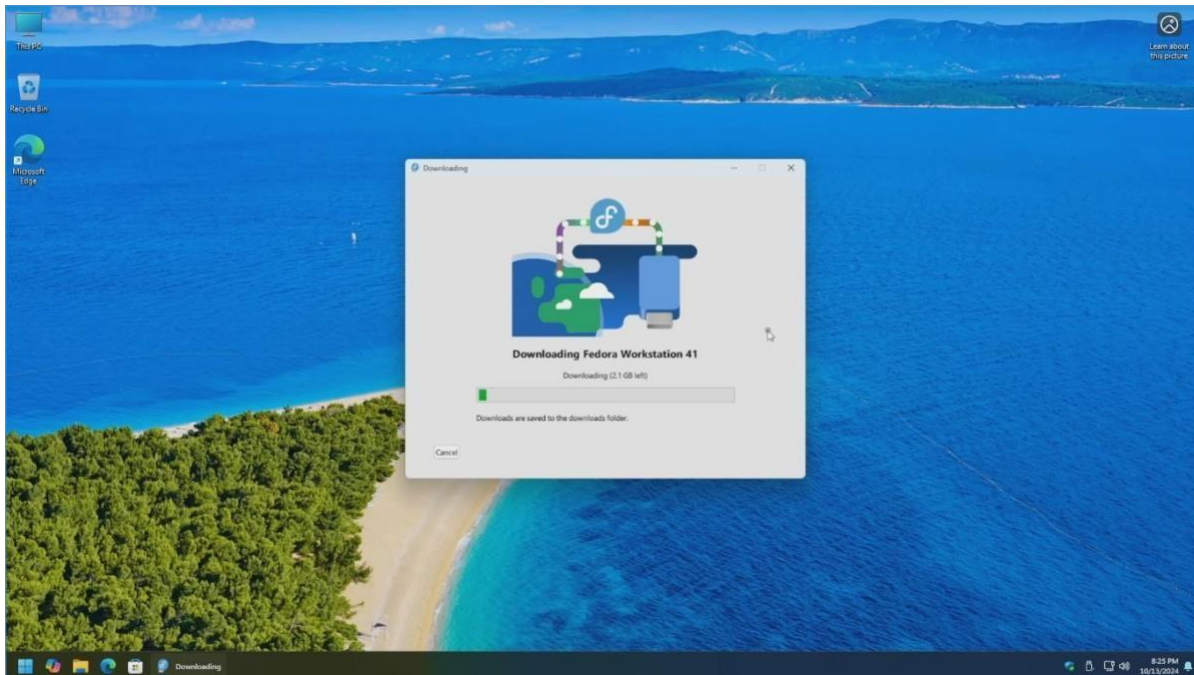 This PC
Recycle Bin
Microsoft
Edge
Learn about
this picture
Downloading
Downloading Fedora Workstation 41
Downloading (2.1 GB left)
Downloads are saved to the downloads folder.
Cancel
Downloading
8:25 PM
10/13/2024